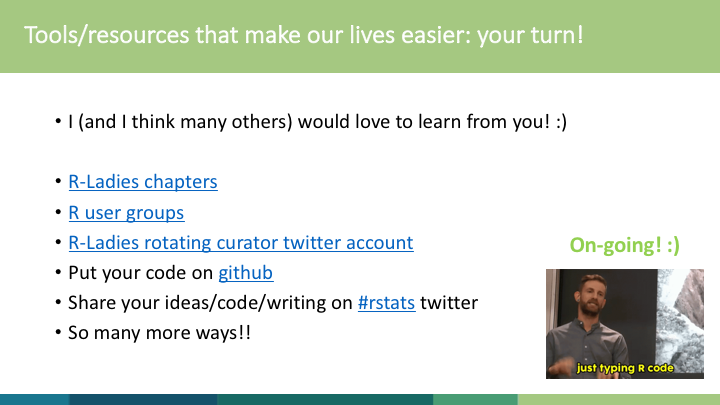 Tools/resources that make our lives easier: your turn!
• I (and I think many others) would love to learn from you! :)
• R-Ladies chapters
• R user groups
• R-Ladies rotating curator twitter account
• Put your code on github
• Share your ideas/code/writing on #rstats twitter
• So many more ways!!
On-going! :)
just typing R code